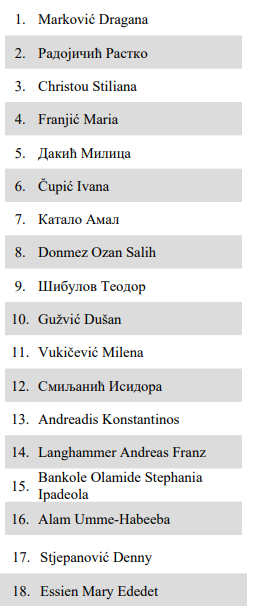 1. Marković Dragana
2. Радојичић Растко
3. Christou Stiliana
4. Franjić Maria
5. Дакић Милица
6. Čupić Ivana
7. Катало Амал
8. Donmez Ozan Salih
9. Шибулов Теодор
10. Gužvić Dušan
11. Vukičević Milena
12. Смиљанић Исидора
13. Andreadis Konstantinos
14. Langhammer Andreas Franz
15. Bankole Olamide Stephania
Ipadeola
16. Alam Umme-Habeeba
17. Stjepanović Denny
18. Essien Mary Ededet